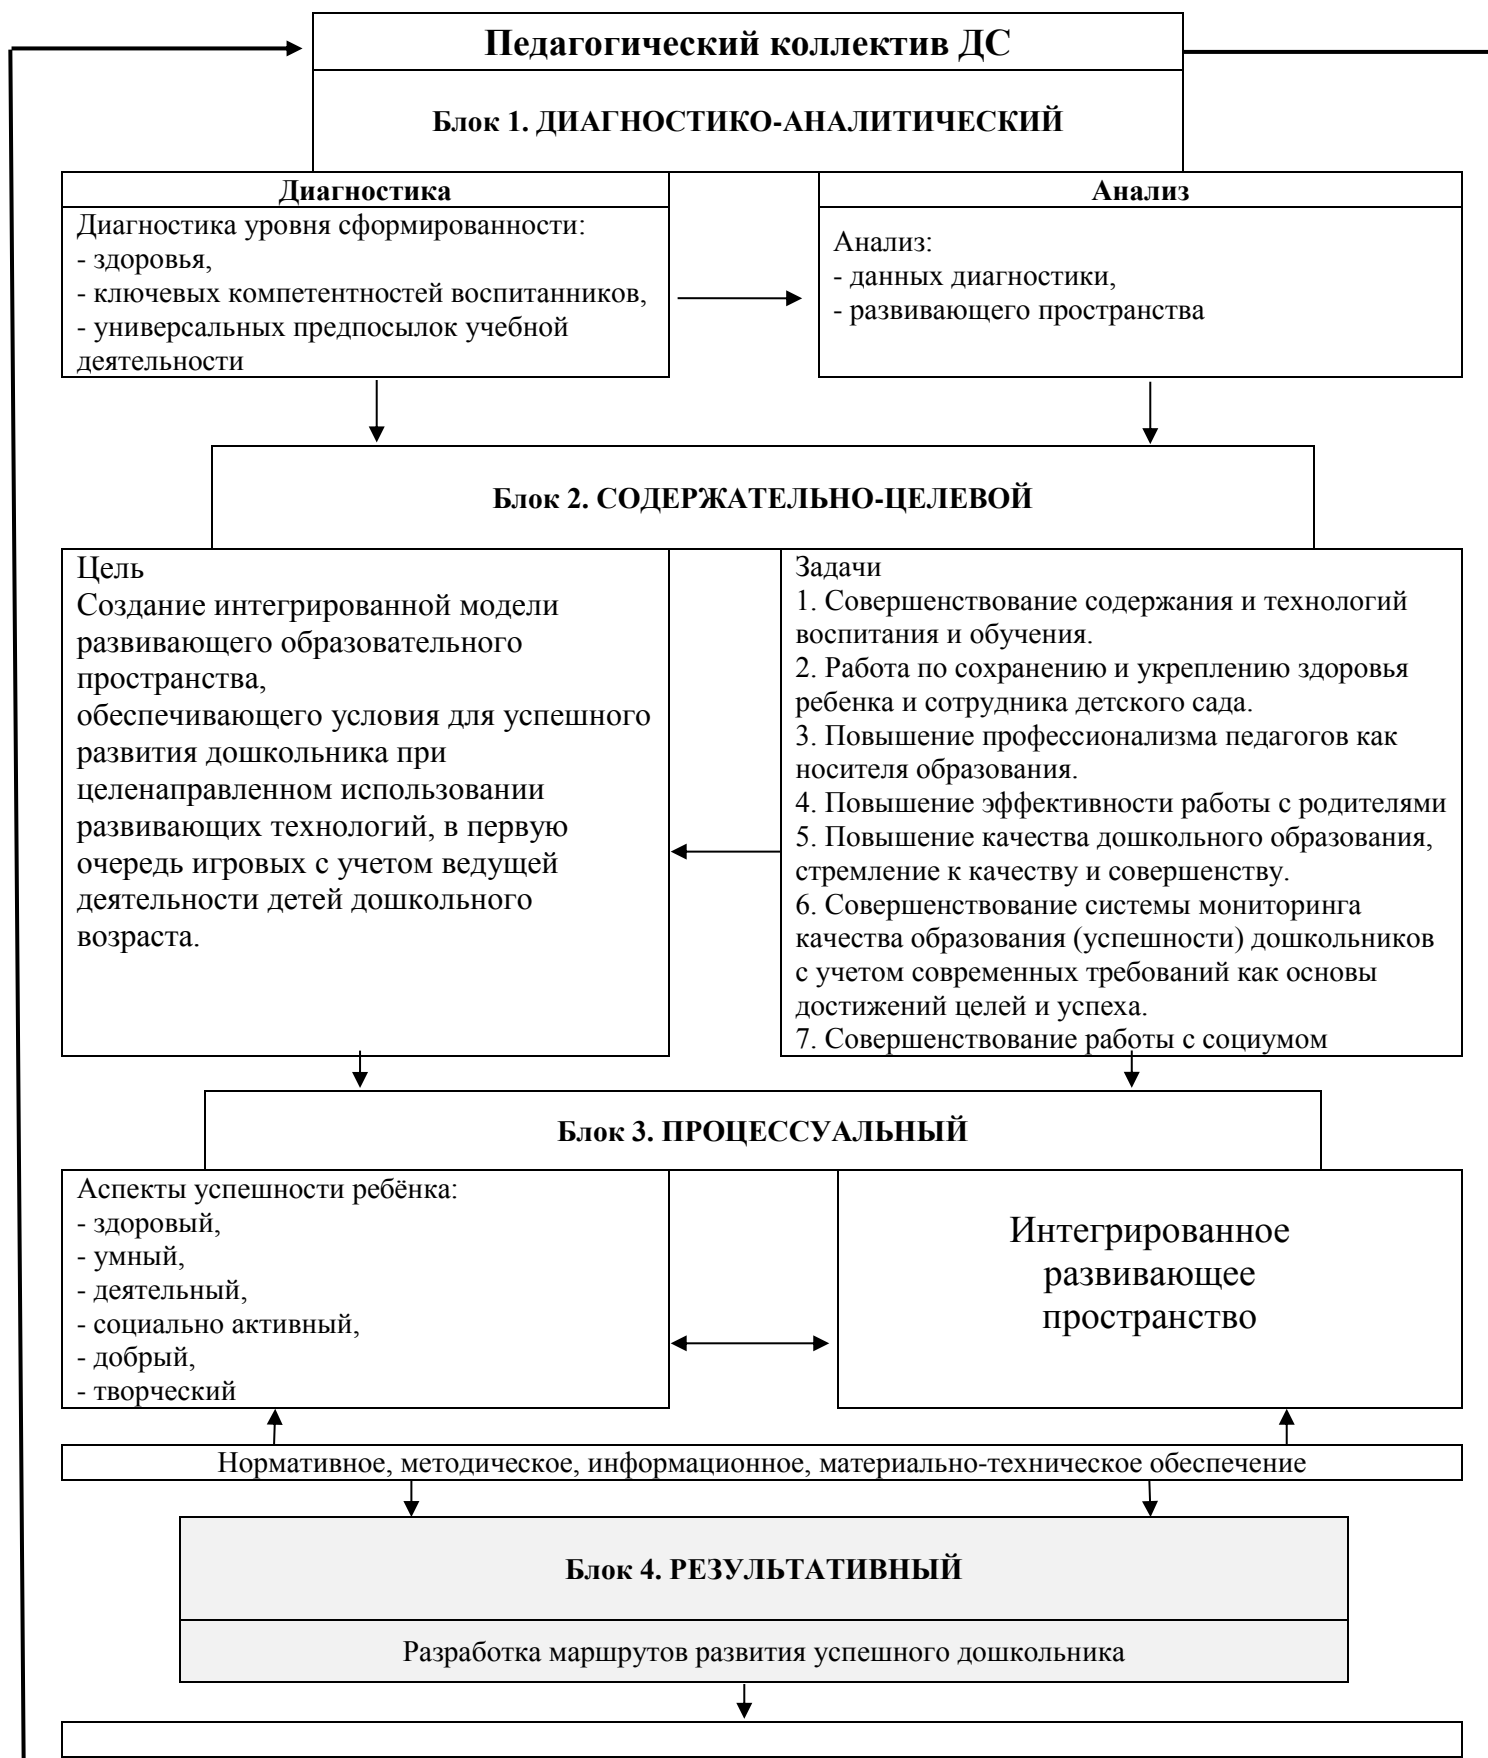 Педагогический коллектив ДС
Блок 1. ДИАГНОСТИКО-АНАЛИТИЧЕСКИЙ
Диагностика
Диагностика уровня сформированности:
- здоровья,
- ключевых компетентностей воспитанников,
- универсальных предпосылок учебной
деятельности
Анализ
Анализ:
- данных диагностики,
- развивающего пространства
Блок 2. СОДЕРЖАТЕЛЬНО-ЦЕЛЕВОЙ
Цель
Создание интегрированной модели
развивающего образовательного
пространства,
обеспечивающего условия для успешного
развития дошкольника при
целенаправленном использовании
развивающих технологий, в первую
очередь игровых с учетом ведущей
деятельности детей дошкольного
возраста.
Задачи
1. Совершенствование содержания и технологий
воспитания и обучения.
2. Работа по сохранению и укреплению здоровья
ребенка и сотрудника детского сада.
3. Повышение профессионализма педагогов как
носителя образования.
4. Повышение эффективности работы с родителями
5. Повышение качества дошкольного образования,
стремление к качеству и совершенству.
6. Совершенствование системы мониторинга
качества образования (успешности) дошкольников
с учетом современных требований как основы
достижений целей и успеха.
7. Совершенствование работы с социумом
Блок 3. ПРОЦЕССУАЛЬНЫЙ
Аспекты успешности ребёнка:
- здоровый,
- умный,
- деятельный,
- социально активный,
- добрый,
- творческий
Интегрированное
развивающее
пространство
Нормативное, методическое, информационное, материально-техническое обеспечение
Блок 4. РЕЗУЛЬТАТИВНЫЙ
Разработка маршрутов развития успешного дошкольника